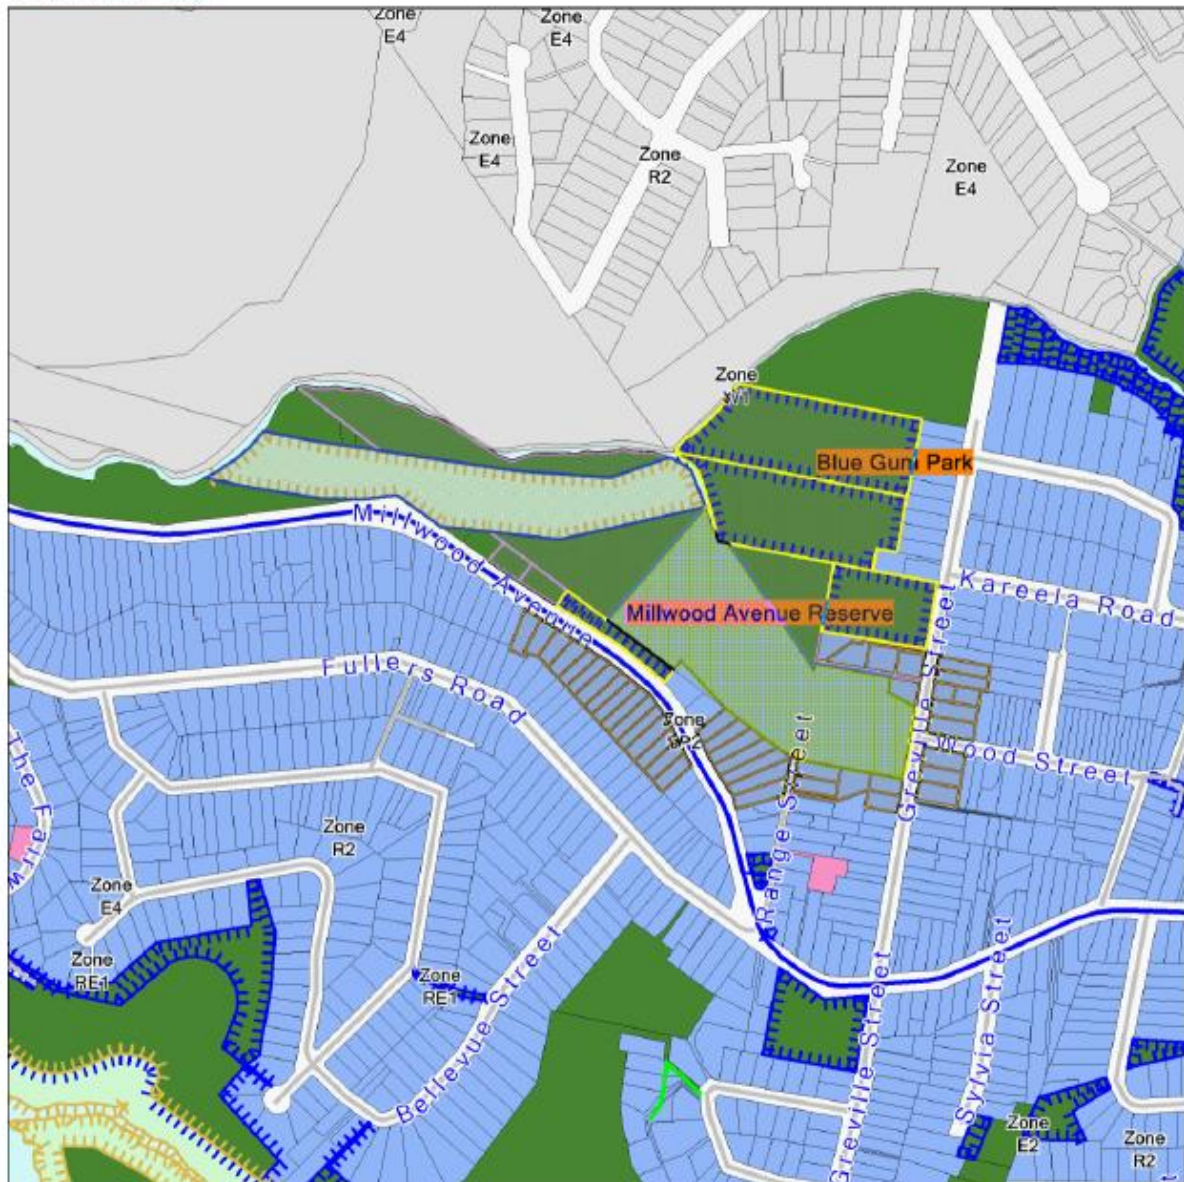 Zone
E4
Zone
E4
Zone
E4
Zone
R2
Zone
E4
Zone
Blue Gum Park
Millwood Avenue
Kareela Road
Millwood Avenue Reserve
Fullers Road
Greville Street
Zone
Range Street
Wood Street
The
Zone
R2
Zone
E4
Zone
RE1
Zone
RE1
Bellevue Street
Greville Street
Sylvia Street
Zone
E2
Zone
R2